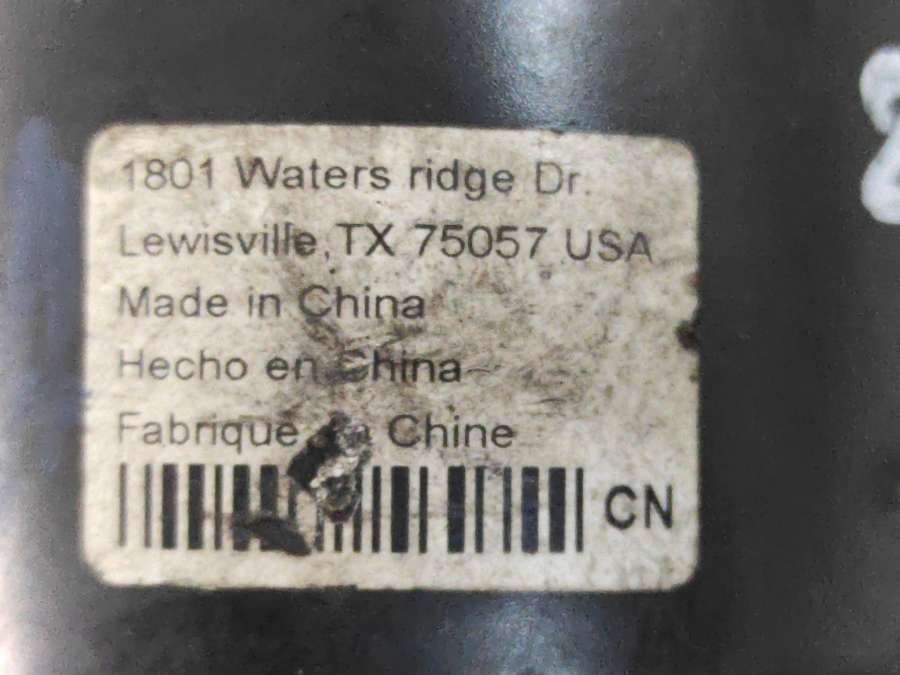 1801 Waters ridge Dr.
Lewisville, TX 75057 USA
Made in China
Hecho en China
Fabrique Chine
CN